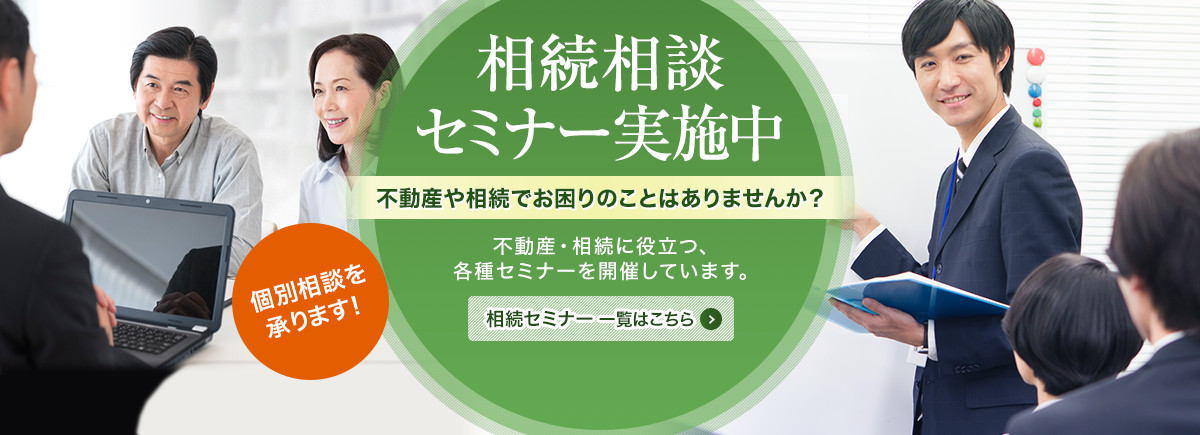 相続相談
セミナー実施中
不動産や相続でお困りのことはありませんか？
不動産・相続に役立つ、
各種セミナーを開催しています。
相続セミナー 一覧はこちら
個別相談を
承ります！